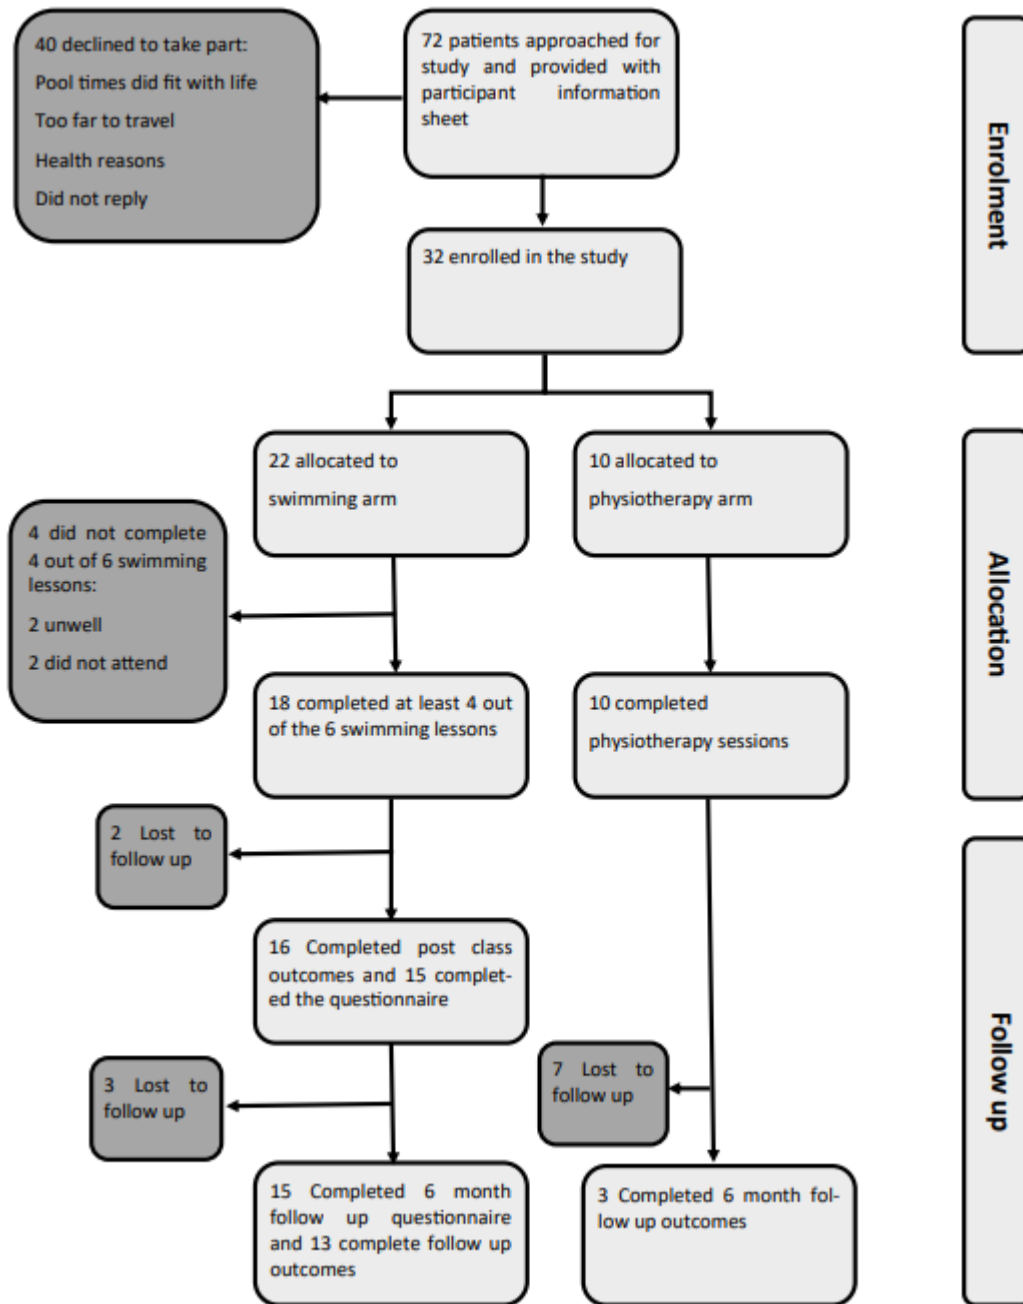 40 declined to take part:
Pool times did fit with life
Too far to travel
Health reasons
Did not reply
72 patients approached for
study and provided with
participant information
sheet
Enrolment
32 enrolled in the study
22 allocated to
swimming arm
10 allocated to
physiotherapy arm
Allocation
4 did not complete
4 out of 6 swimming
lessons:
2 unwell
2 did not attend
18 completed at least 4 out
of the 6 swimming lessons
10 completed
physiotherapy sessions
2 Lost to
follow up
16 Completed post class
outcomes and 15 complet-
ed the questionnaire
Follow up
3 Lost to
follow up
7 Lost to
follow up
15 Completed 6 month
follow up questionnaire
and 13 complete follow up
outcomes
3 Completed 6 month fol-
low up outcomes